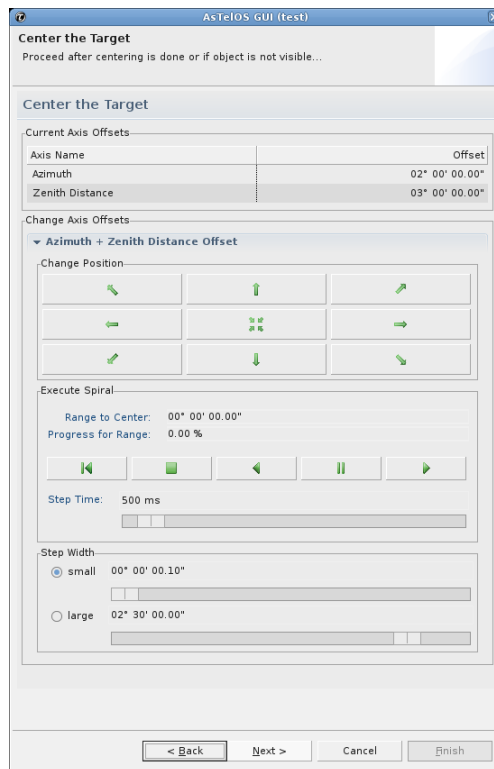 AsTelOS GUI (test)
Center the Target
Proceed after centering is done or if object is not visible...
Center the Target
Current Axis Offsets
Axis Name Offset
Azimuth 02° 00' 00.00"
Zenith Distance 03° 00' 00.00"
Change Axis Offsets
Azimuth + Zenith Distance Offset
Change Position
Execute Spiral
Range to Center: 00° 00' 00.00"
Progress for Range: 0.00 %
Step Time: 500 ms
Step Width
small 00° 00' 00.10"
large 02° 30' 00.00"
< Back Next > Cancel Finish